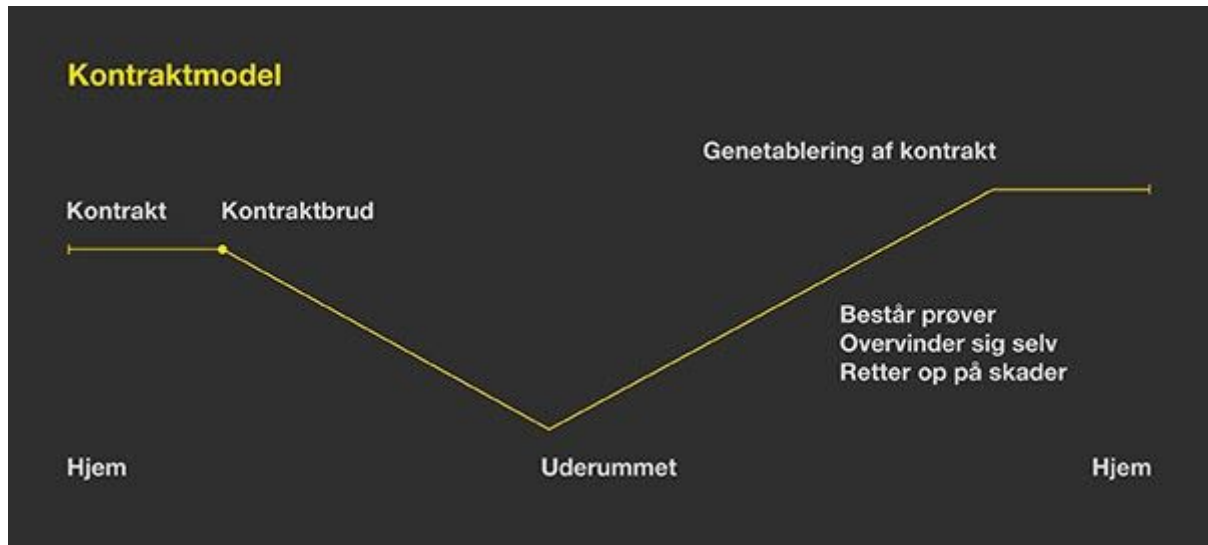 Kontraktmodel
Genetablering af kontrakt
Kontrakt
Kontraktbrud
Består prøver
Overvinder sig selv
Retter op på skader
Hjem
Uderummet
Hjem